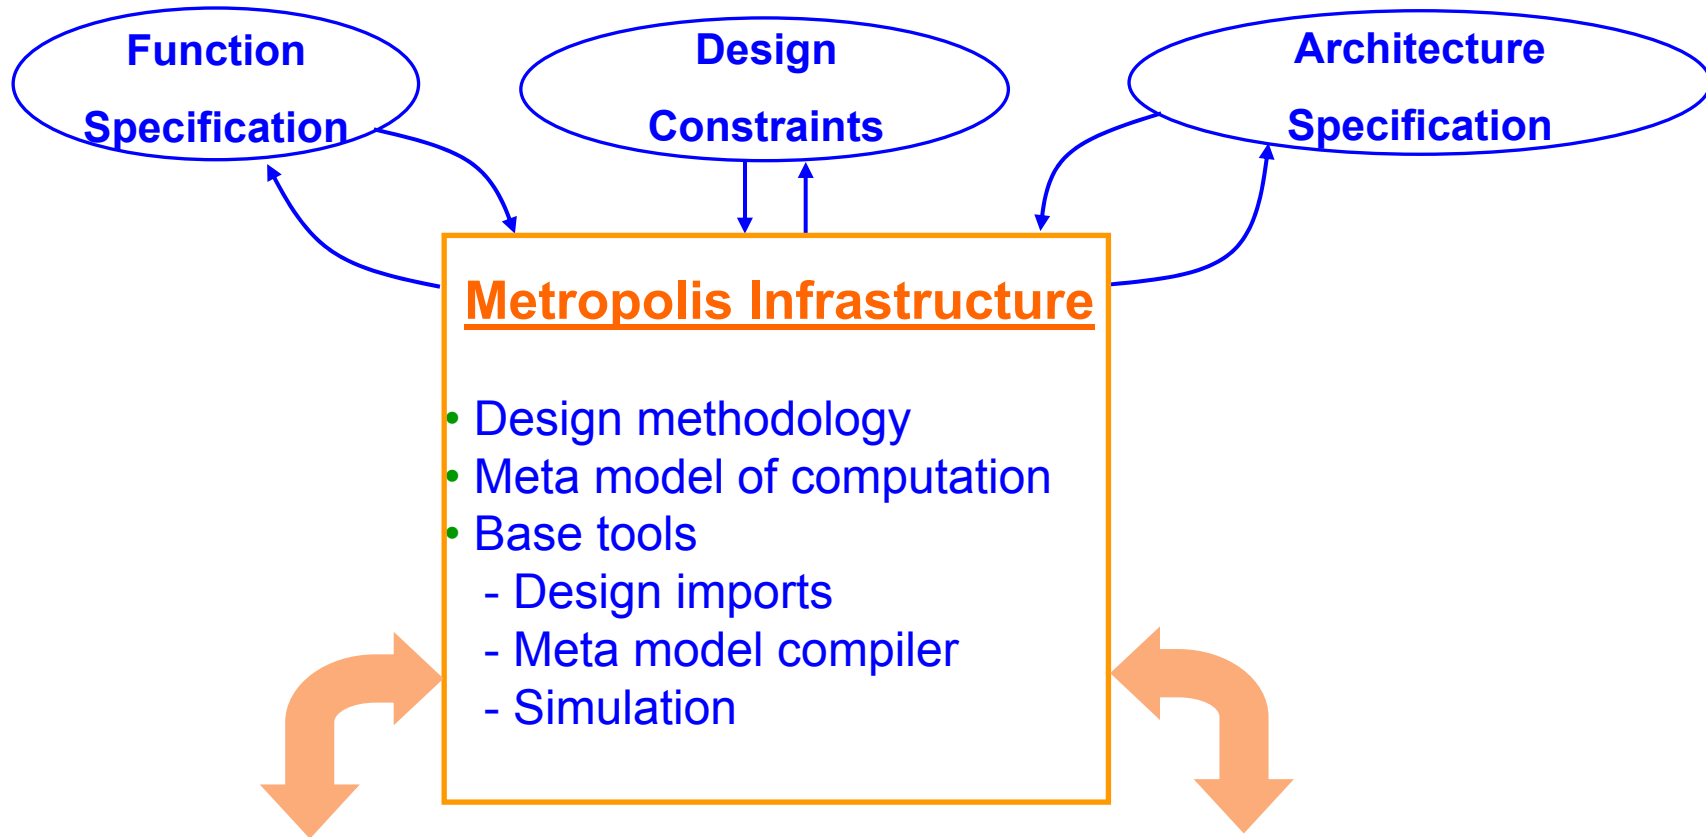 Function
Specification
Design
Constraints
Architecture
Specification
Metropolis Infrastructure
• Design methodology
• Meta model of computation
• Base tools
- Design imports
- Meta model compiler
- Simulation